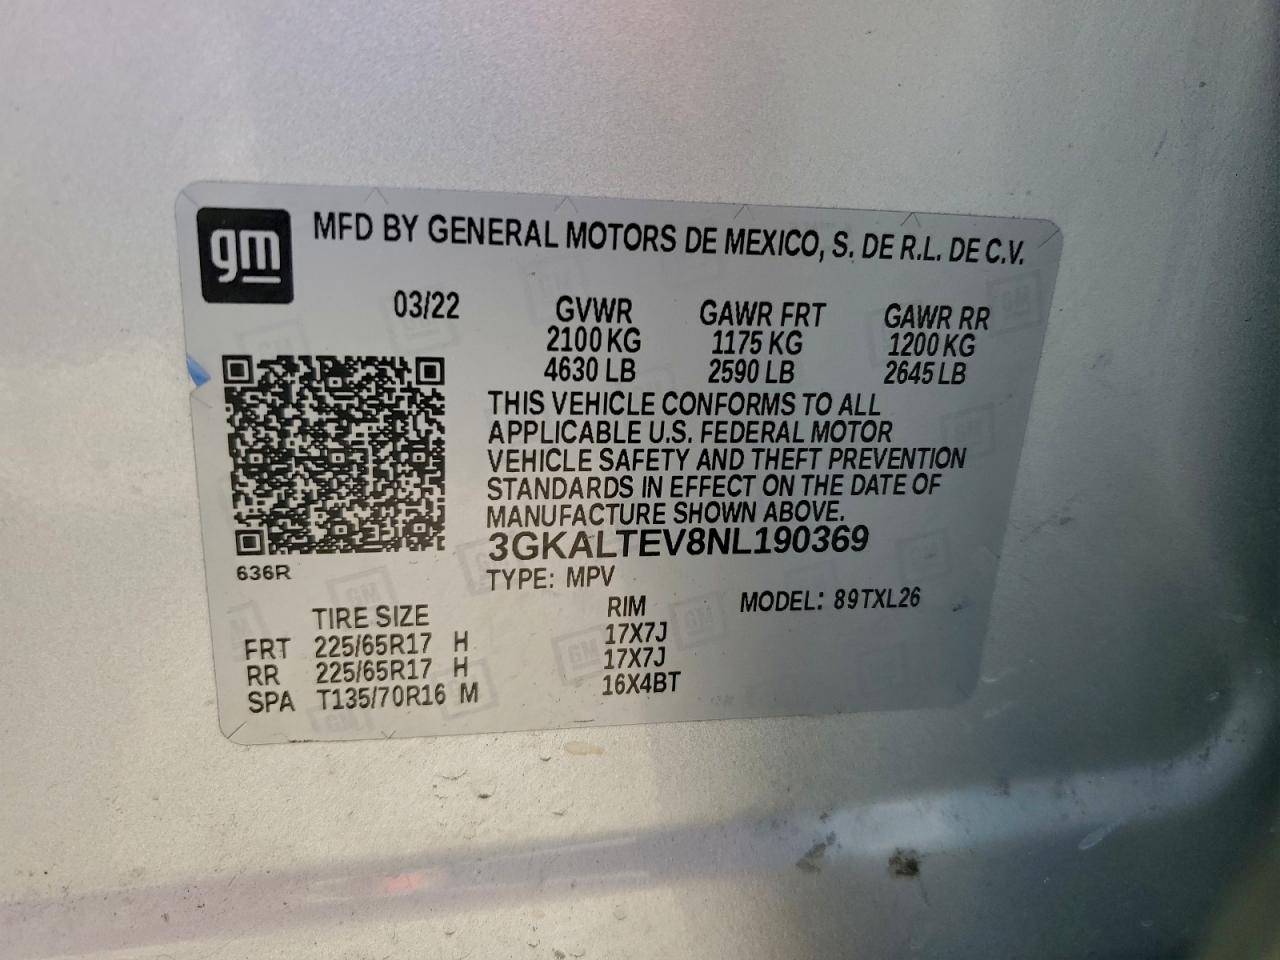 gm
MFD BY GENERAL MOTORS DE MEXICO, S. DE R.L. DE C.V.
03/22 GVWR GAWR FRT GAWR RR
2100 KG 1175 KG 1200 KG
4630 LB 2590 LB 2645 LB
THIS VEHICLE CONFORMS TO ALL
APPLICABLE U.S. FEDERAL MOTOR
VEHICLE SAFETY AND THEFT PREVENTION
STANDARDS IN EFFECT ON THE DATE OF
MANUFACTURE SHOWN ABOVE.
3GKALTEV8NL190369
636R TYPE: MPV MODEL: 89TXL26
TIRE SIZE RIM
FRT 225/65R17 H 17X7J
RR 225/65R17 H 17X7J
SPA T135/70R16 M 16X4BT